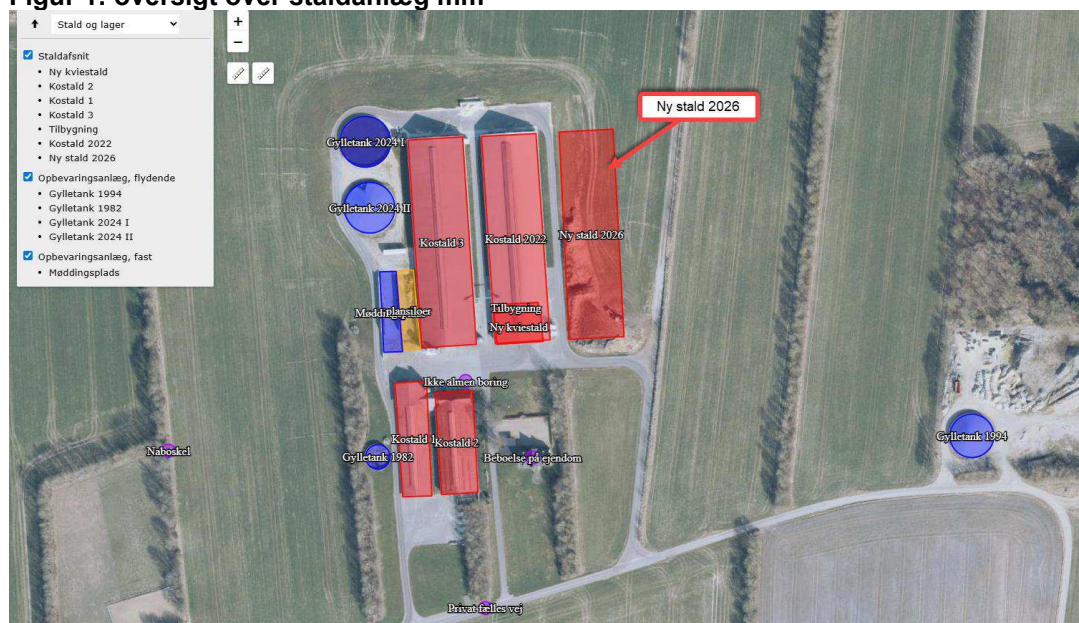 Figur 1: oversigt over staldanlæg mm
Stald og lager
+
−
Staldafsnit
Ny kviestald
Kostald 2
Kostald 1
Kostald 3
Tilbygning
Kostald 2022
Ny stald 2026
Opbevaringsanlæg, flydende
Gylletank 1994
Gylletank 1982
Gylletank 2024 I
Gylletank 2024 II
Opbevaringsanlæg, fast
Møddingsplads
Ny stald 2026
Gylletank 2024 I
Gylletank 2024 II
Kostald 3
Kostald 2022
Ny stald 2026
Tilbygning
plansiloer
Ny kviestald
Ikke almen boring
Kostald 1
Kostald 2
Naboskel
Gylletank 1982
Beboelse på ejendom
Gylletank 1994
Privat fælles vej